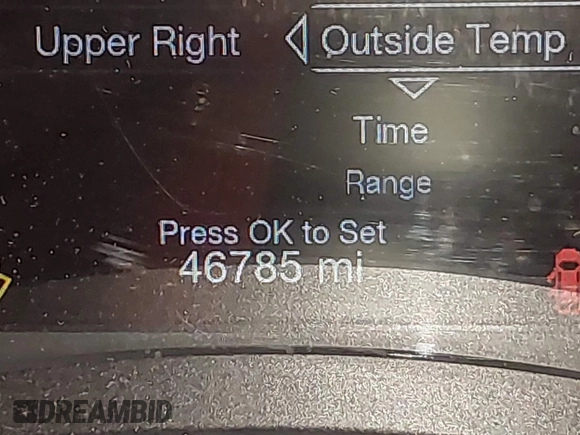 Upper Right Outside Temp
Time
Range
Press OK to Set
46785 mi
DREAMBID